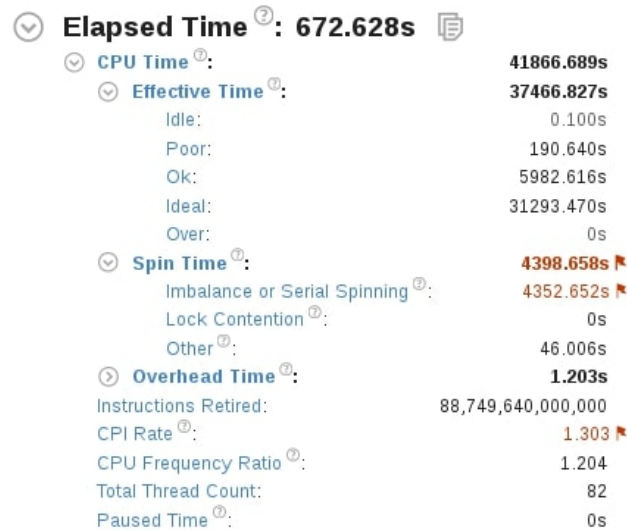 Elapsed Time ?: 672.628s
CPU Time ?: 41866.689s
Effective Time ?: 37466.827s
Idle: 0.100s
Poor: 190.640s
Ok: 5982.616s
Ideal: 31293.470s
Over: 0s
Spin Time ?: 4398.658s
Imbalance or Serial Spinning ?: 4352.652s
Lock Contention ?: 0s
Other ?: 46.006s
Overhead Time ?: 1.203s
Instructions Retired: 88,749,640,000,000
CPI Rate ?: 1.303
CPU Frequency Ratio ?: 1.204
Total Thread Count: 82
Paused Time ?: 0s